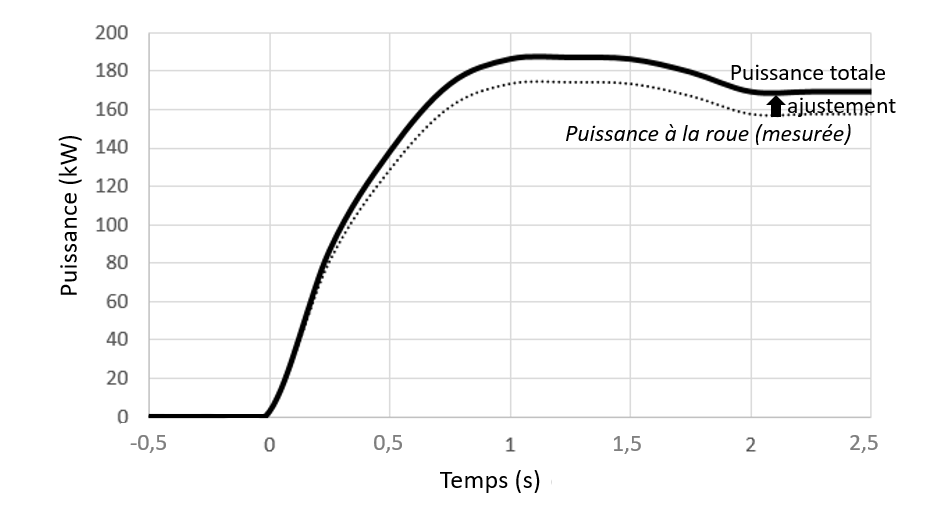 200
180
160
140
120
100
80
60
40
20
0
Puissance (kW)
Puissance totale
ajustement
Puissance à la roue (mesurée)
-0,5 0 0,5 1 1,5 2 2,5
Temps (s)